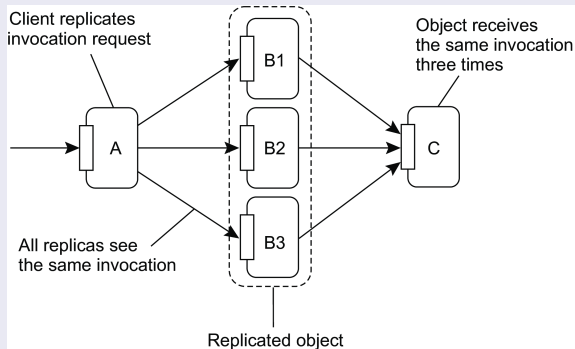 Client replicates
invocation request
Object receives
the same invocation
three times
B1
A
B2
C
B3
All replicas see
the same invocation
Replicated object